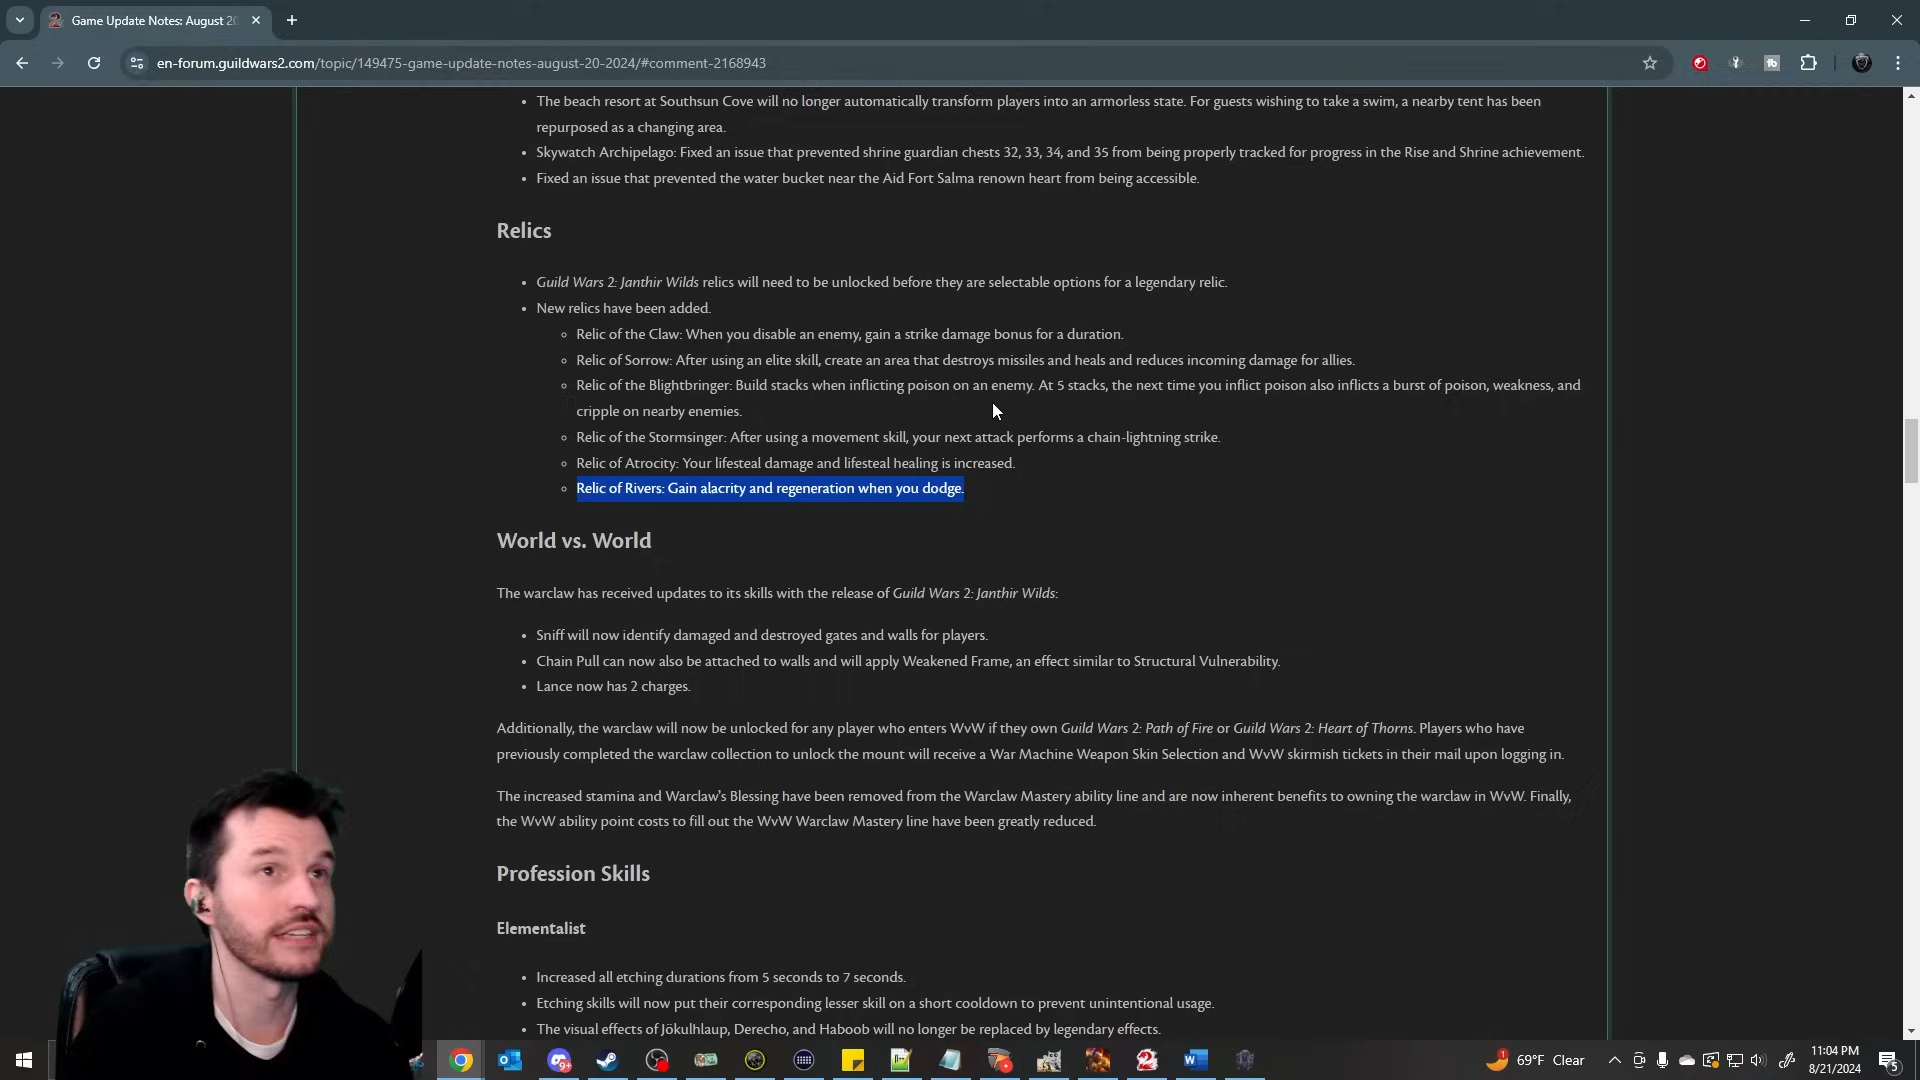 Game Update Notes: August 20
en-forum.guildwars2.com/topic/149475-game-update-notes-august-20-2024/#comment-2168943
• The beach resort at Southsun Cove will no longer automatically transform players into an armorless state. For guests wishing to take a swim, a nearby tent has been
repurposed as a changing area.
• Skywatch Archipelago: Fixed an issue that prevented shrine guardian chests 32, 33, 34, and 35 from being properly tracked for progress in the Rise and Shrine achievement.
• Fixed an issue that prevented the water bucket near the Aid Fort Salma renown heart from being accessible.
Relics
• Guild Wars 2: Janthir Wilds relics will need to be unlocked before they are selectable options for a legendary relic.
• New relics have been added.
◦ Relic of the Claw: When you disable an enemy, gain a strike damage bonus for a duration.
◦ Relic of Sorrow: After using an elite skill, create an area that destroys missiles and heals and reduces incoming damage for allies.
◦ Relic of the Blightbringer: Build stacks when inflicting poison on an enemy. At 5 stacks, the next time you inflict poison also inflicts a burst of poison, weakness, and
cripple on nearby enemies.
◦ Relic of the Stormsinger: After using a movement skill, your next attack performs a chain-lightning strike.
◦ Relic of Atrocity: Your lifesteal damage and lifesteal healing is increased.
◦ Relic of Rivers: Gain alacrity and regeneration when you dodge.
World vs. World
The warclaw has received updates to its skills with the release of Guild Wars 2: Janthir Wilds:
• Sniff will now identify damaged and destroyed gates and walls for players.
• Chain Pull can now also be attached to walls and will apply Weakened Frame, an effect similar to Structural Vulnerability.
• Lance now has 2 charges.
Additionally, the warclaw will now be unlocked for any player who enters WvW if they own Guild Wars 2: Path of Fire or Guild Wars 2: Heart of Thorns. Players who have
previously completed the warclaw collection to unlock the mount will receive a War Machine Weapon Skin Selection and WvW skirmish tickets in their mail upon logging in.
The increased stamina and Warclaw's Blessing have been removed from the Warclaw Mastery ability line and are now inherent benefits to owning the warclaw in WvW. Finally,
the WvW ability point costs to fill out the WvW Warclaw Mastery line have been greatly reduced.
Profession Skills
Elementalist
• Increased all etching durations from 5 seconds to 7 seconds.
• Etching skills will now put their corresponding lesser skill on a short cooldown to prevent unintentional usage.
• The visual effects of Jökulhlaup, Derecho, and Haboob will no longer be replaced by legendary effects.
69°F Clear
11:04 PM
8/21/2024